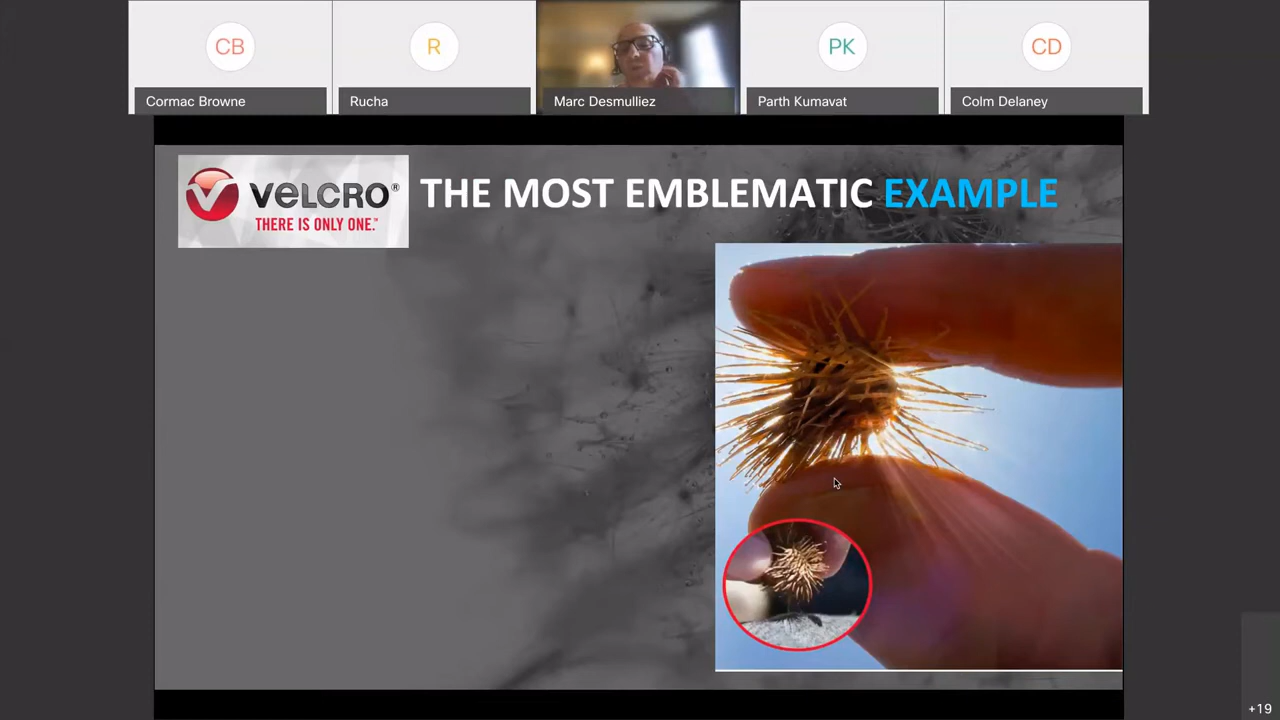 CB
R
PK
CD
Cormac Browne
Rucha
Marc Desmulliez
Parth Kumavat
Colm Delaney
VELCRO®
THERE IS ONLY ONE.™
THE MOST EMBLEMATIC EXAMPLE
+19